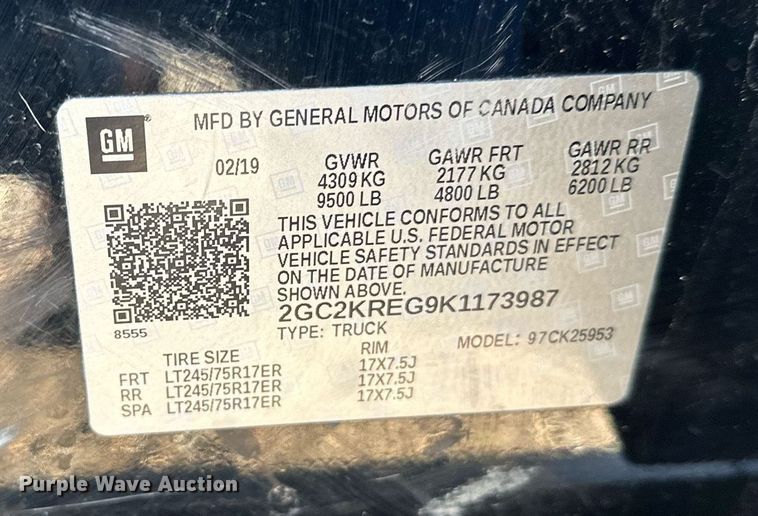 GM
MFD BY GENERAL MOTORS OF CANADA COMPANY
02/19
GVWR GAWR FRT GAWR RR
4309 KG 2177 KG 2812 KG
9500 LB 4800 LB 6200 LB
THIS VEHICLE CONFORMS TO ALL
APPLICABLE U.S. FEDERAL MOTOR
VEHICLE SAFETY STANDARDS IN EFFECT
ON THE DATE OF MANUFACTURE
SHOWN ABOVE.
8555
2GC2KREG9K1173987
TYPE: TRUCK MODEL: 97CK25953
TIRE SIZE RIM
FRT LT245/75R17ER 17X7.5J
RR LT245/75R17ER 17X7.5J
SPA LT245/75R17ER 17X7.5J
Purple Wave Auction